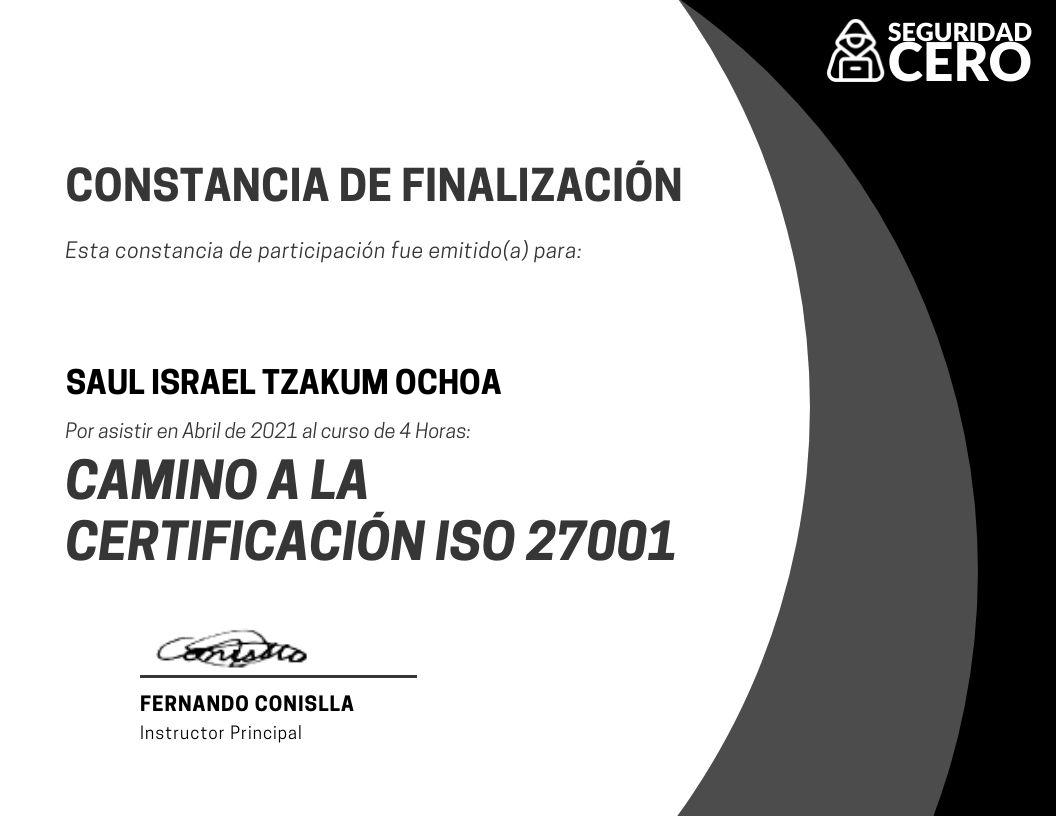 SEGURIDAD
CERO
CONSTANCIA DE FINALIZACIÓN
Esta constancia de participación fue emitido(a) para:
SAUL ISRAEL TZAKUM OCHOA
Por asistir en Abril de 2021 al curso de 4 Horas:
CAMINO A LA
CERTIFICACIÓN ISO 27001
Conislla
FERNANDO CONISLLA
Instructor Principal